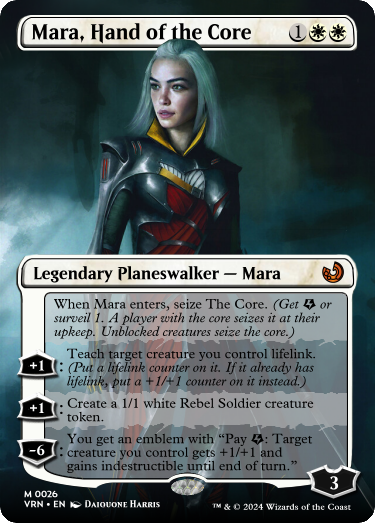 Mara, Hand of the Core 1
Legendary Planeswalker — Mara
When Mara enters, seize The Core. (Get or
surveil 1. A player with the core seizes it at their
upkeep. Unblocked creatures seize the core.)
+1 : Teach target creature you control lifelink.
(Put a lifelink counter on it. If it already has
lifelink, put a +1/+1 counter on it instead.)
+1 : Create a 1/1 white Rebel Soldier creature
token.
-6 : You get an emblem with “Pay : Target
creature you control gets +1/+1 and
gains indestructible until end of turn.”
3
M 0026
VRN • EN Daiouone Harris
™ & © 2024 Wizards of the Coast